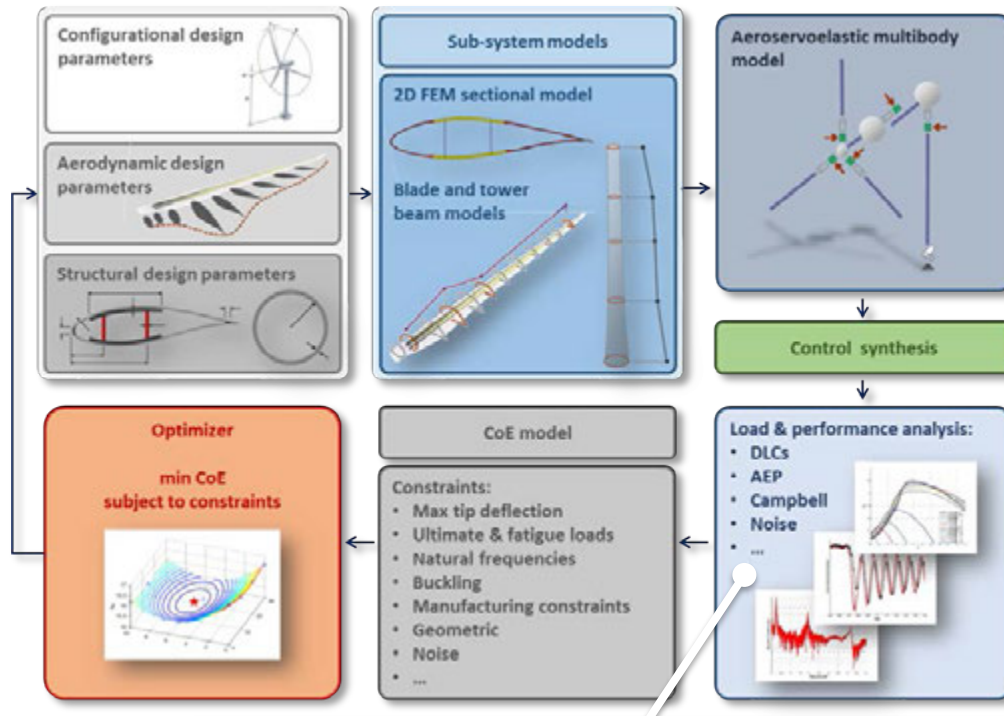 Configurational design
parameters
Aerodynamic design
parameters
Structural design parameters
Sub-system models
2D FEM sectional model
Blade and tower
beam models
Aeroservoelastic multibody
model
Control synthesis
Load & performance analysis:
• DLCs
• AEP
• Campbell
• Noise
• ...
CoE model
Constraints:
• Max tip deflection
• Ultimate & fatigue loads
• Natural frequencies
• Buckling
• Manufacturing constraints
• Geometric
• Noise
• ...
Optimizer
min CoE
subject to constraints